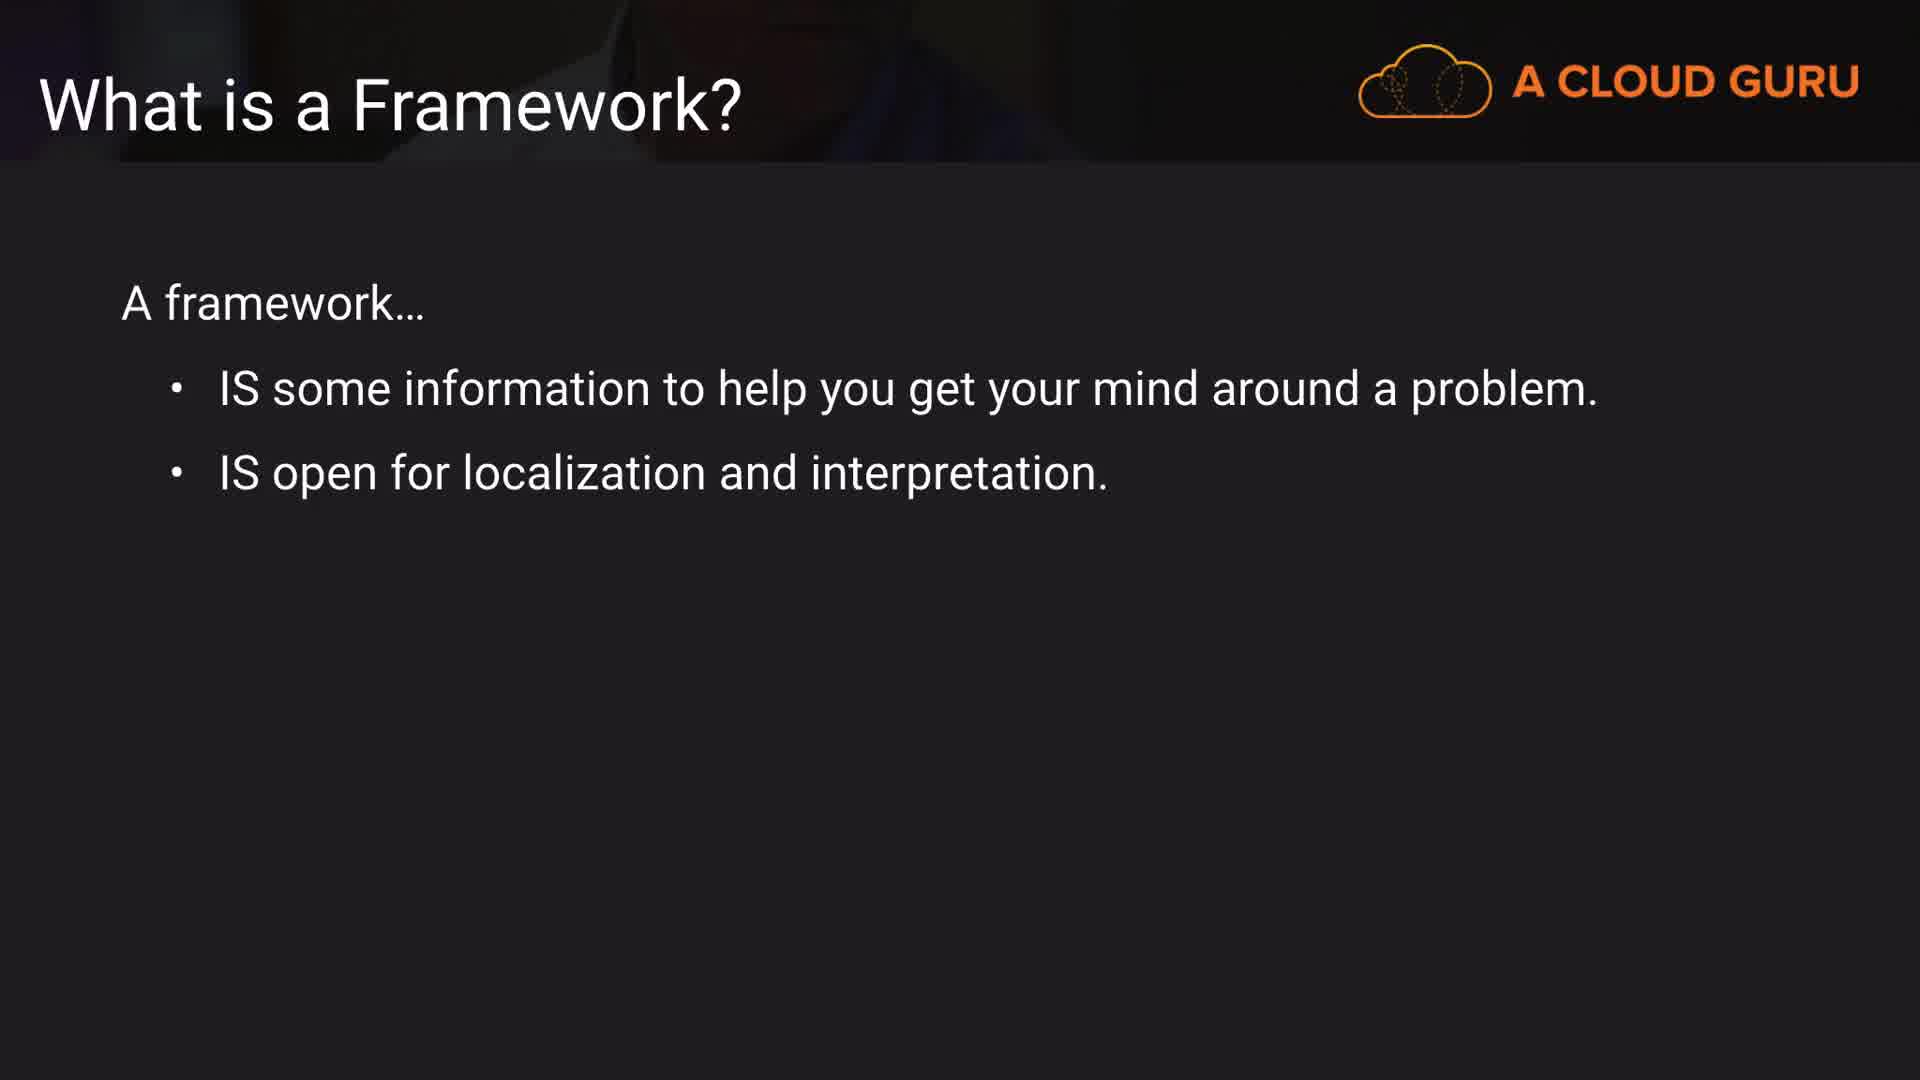 What is a Framework?
A CLOUD GURU
A framework...
• IS some information to help you get your mind around a problem.
• IS open for localization and interpretation.